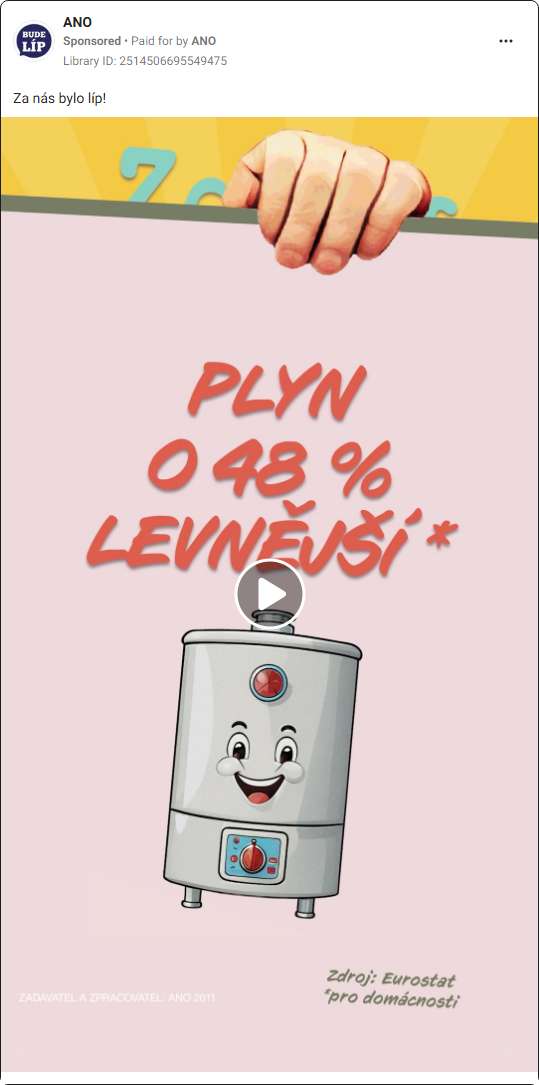 BUDE
LÍP
ANO
Sponsored • Paid for by ANO
Library ID: 2514506695549475
Za nás bylo líp!
PLYN
O 48 %
LEVNĚJŠÍ*
Zdroj: Eurostat
*pro domácnosti
ZADAVATEL A ZPRACOVATEL: ANO 2011